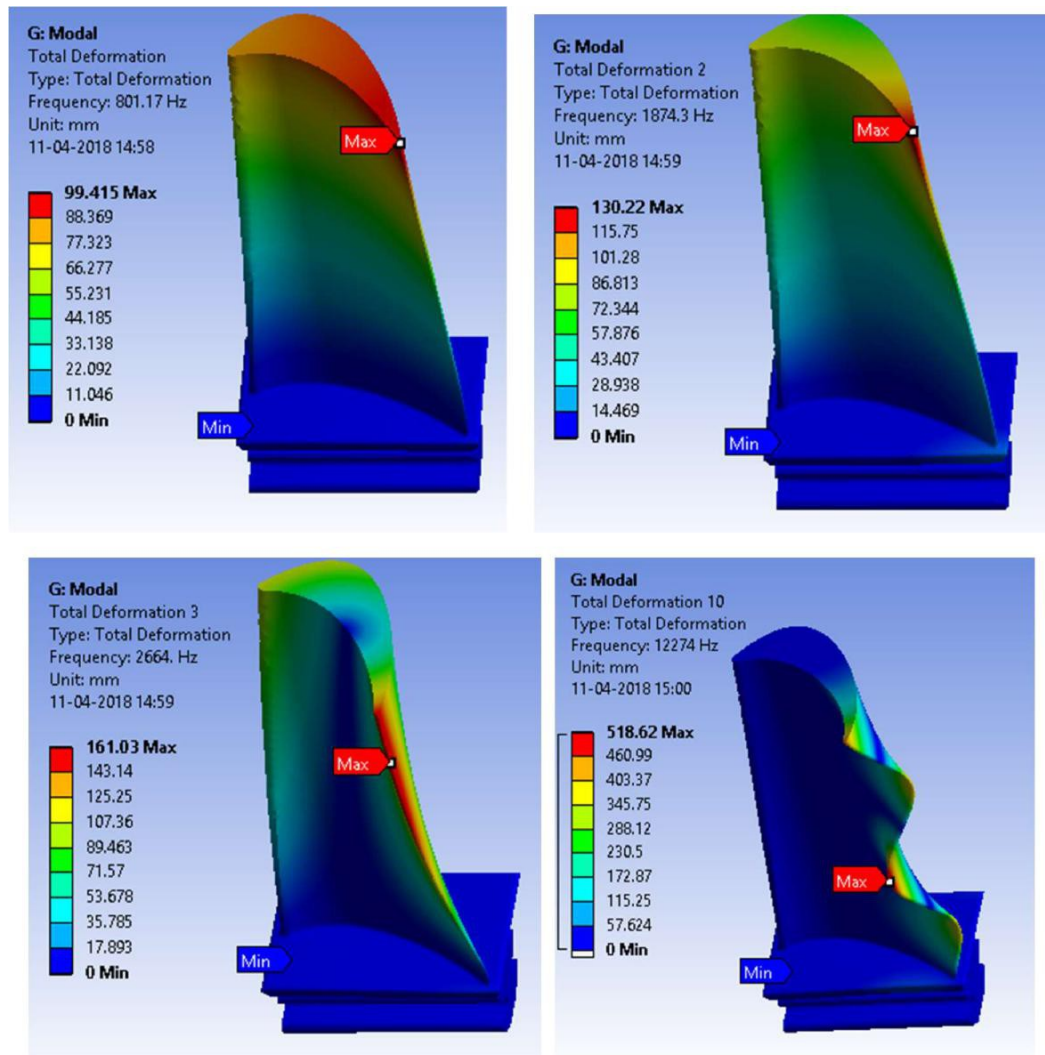 G: Modal
Total Deformation
Type: Total Deformation
Frequency: 801.17 Hz
Unit: mm
11-04-2018 14:58
99.415 Max
88.369
77.323
66.277
55.231
44.185
33.138
22.092
11.046
0 Min
Max
Min
G: Modal
Total Deformation 2
Type: Total Deformation
Frequency: 1874.3 Hz
Unit: mm
11-04-2018 14:59
130.22 Max
115.75
101.28
86.813
72.344
57.876
43.407
28.938
14.469
0 Min
Max
Min
G: Modal
Total Deformation 3
Type: Total Deformation
Frequency: 2664. Hz
Unit: mm
11-04-2018 14:59
161.03 Max
143.14
125.25
107.36
89.463
71.57
53.678
35.785
17.893
0 Min
Max
Min
G: Modal
Total Deformation 10
Type: Total Deformation
Frequency: 12274 Hz
Unit: mm
11-04-2018 15:00
518.62 Max
460.99
403.37
345.75
288.12
230.5
172.87
115.25
57.624
0 Min
Max
Min